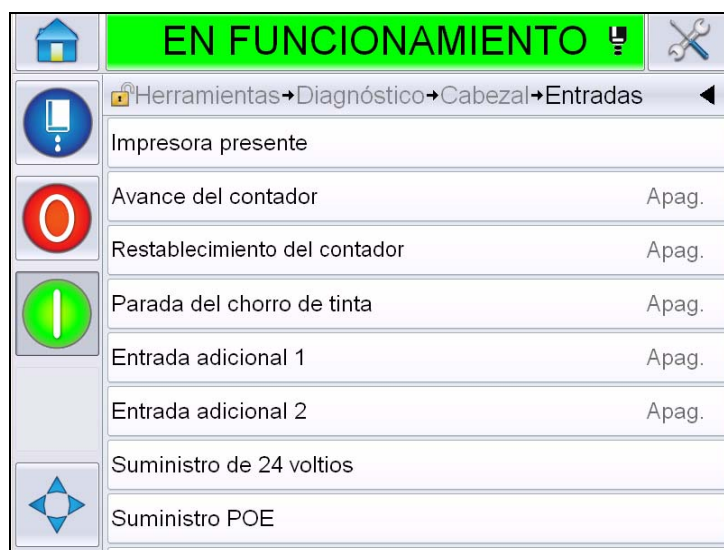 EN FUNCIONAMIENTO
Herramientas→Diagnóstico→Cabezal→Entradas
Impresora presente
Avance del contador Apag.
Restablecimiento del contador Apag.
Parada del chorro de tinta Apag.
Entrada adicional 1 Apag.
Entrada adicional 2 Apag.
Suministro de 24 voltios
Suministro POE